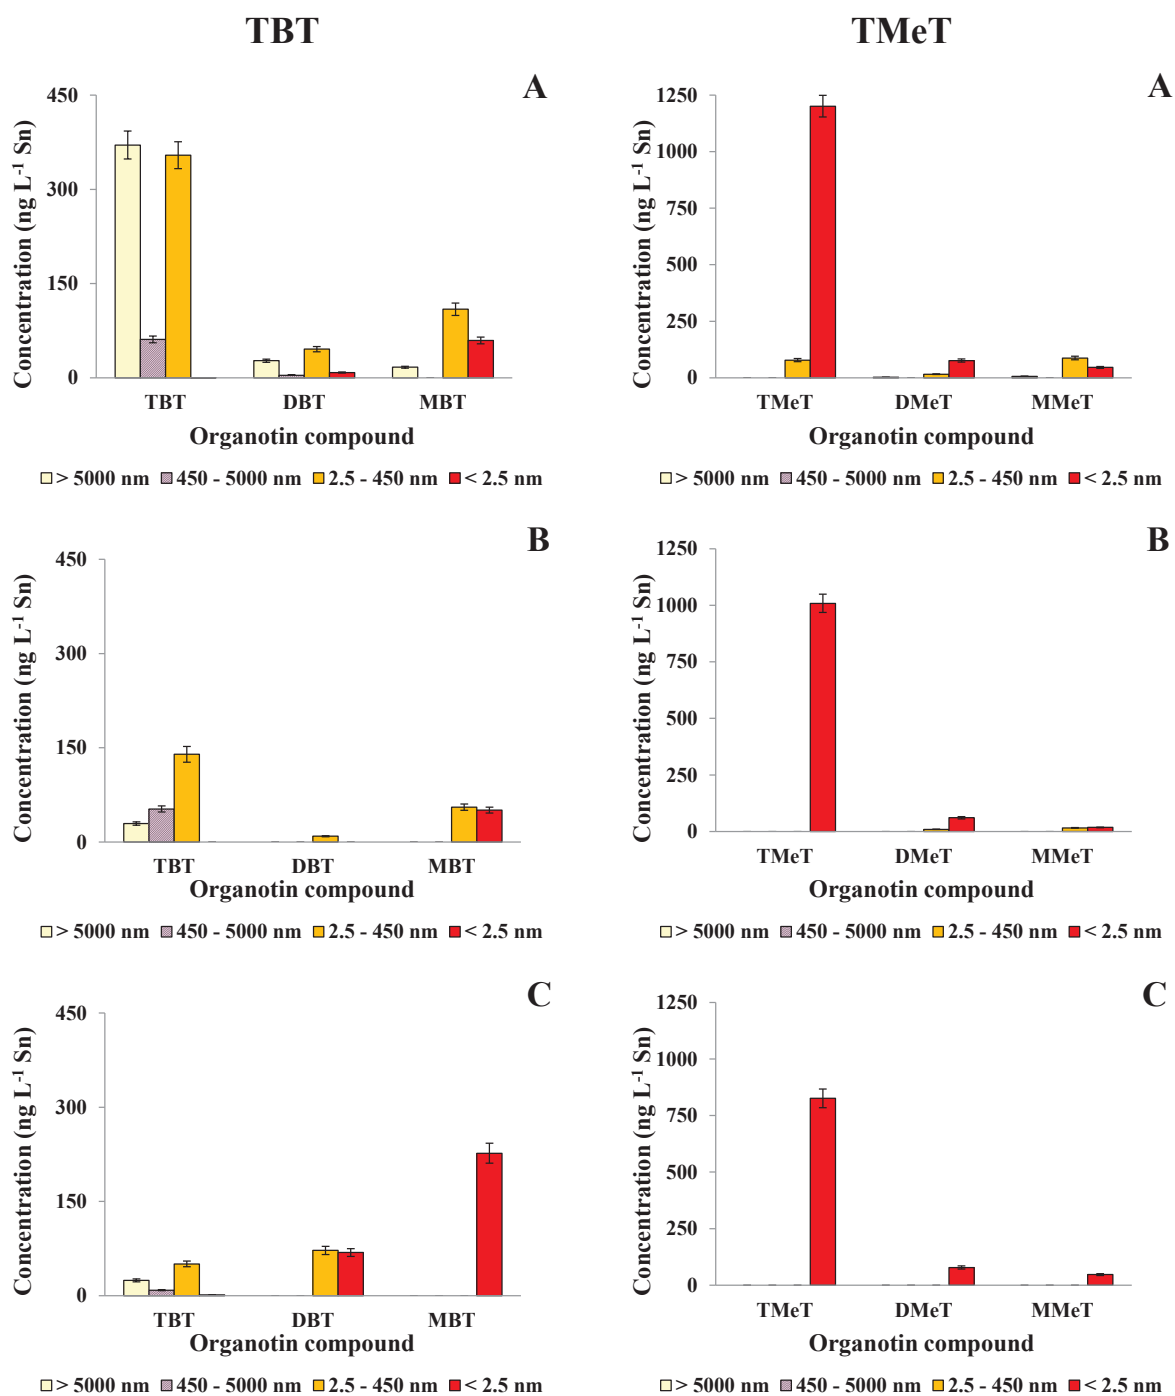 TBT
TMeT
A
Concentration (ng L⁻¹ Sn)
450
300
150
0
TBT DBT MBT
Organotin compound
> 5000 nm 450 - 5000 nm 2.5 - 450 nm < 2.5 nm
A
Concentration (ng L⁻¹ Sn)
1250
1000
750
500
250
0
TMeT DMeT MMeT
Organotin compound
> 5000 nm 450 - 5000 nm 2.5 - 450 nm < 2.5 nm
B
Concentration (ng L⁻¹ Sn)
450
300
150
0
TBT DBT MBT
Organotin compound
> 5000 nm 450 - 5000 nm 2.5 - 450 nm < 2.5 nm
B
Concentration (ng L⁻¹ Sn)
1250
1000
750
500
250
0
TMeT DMeT MMeT
Organotin compound
> 5000 nm 450 - 5000 nm 2.5 - 450 nm < 2.5 nm
C
Concentration (ng L⁻¹ Sn)
450
300
150
0
TBT DBT MBT
Organotin compound
> 5000 nm 450 - 5000 nm 2.5 - 450 nm < 2.5 nm
C
Concentration (ng L⁻¹ Sn)
1250
1000
750
500
250
0
TMeT DMeT MMeT
Organotin compound
> 5000 nm 450 - 5000 nm 2.5 - 450 nm < 2.5 nm